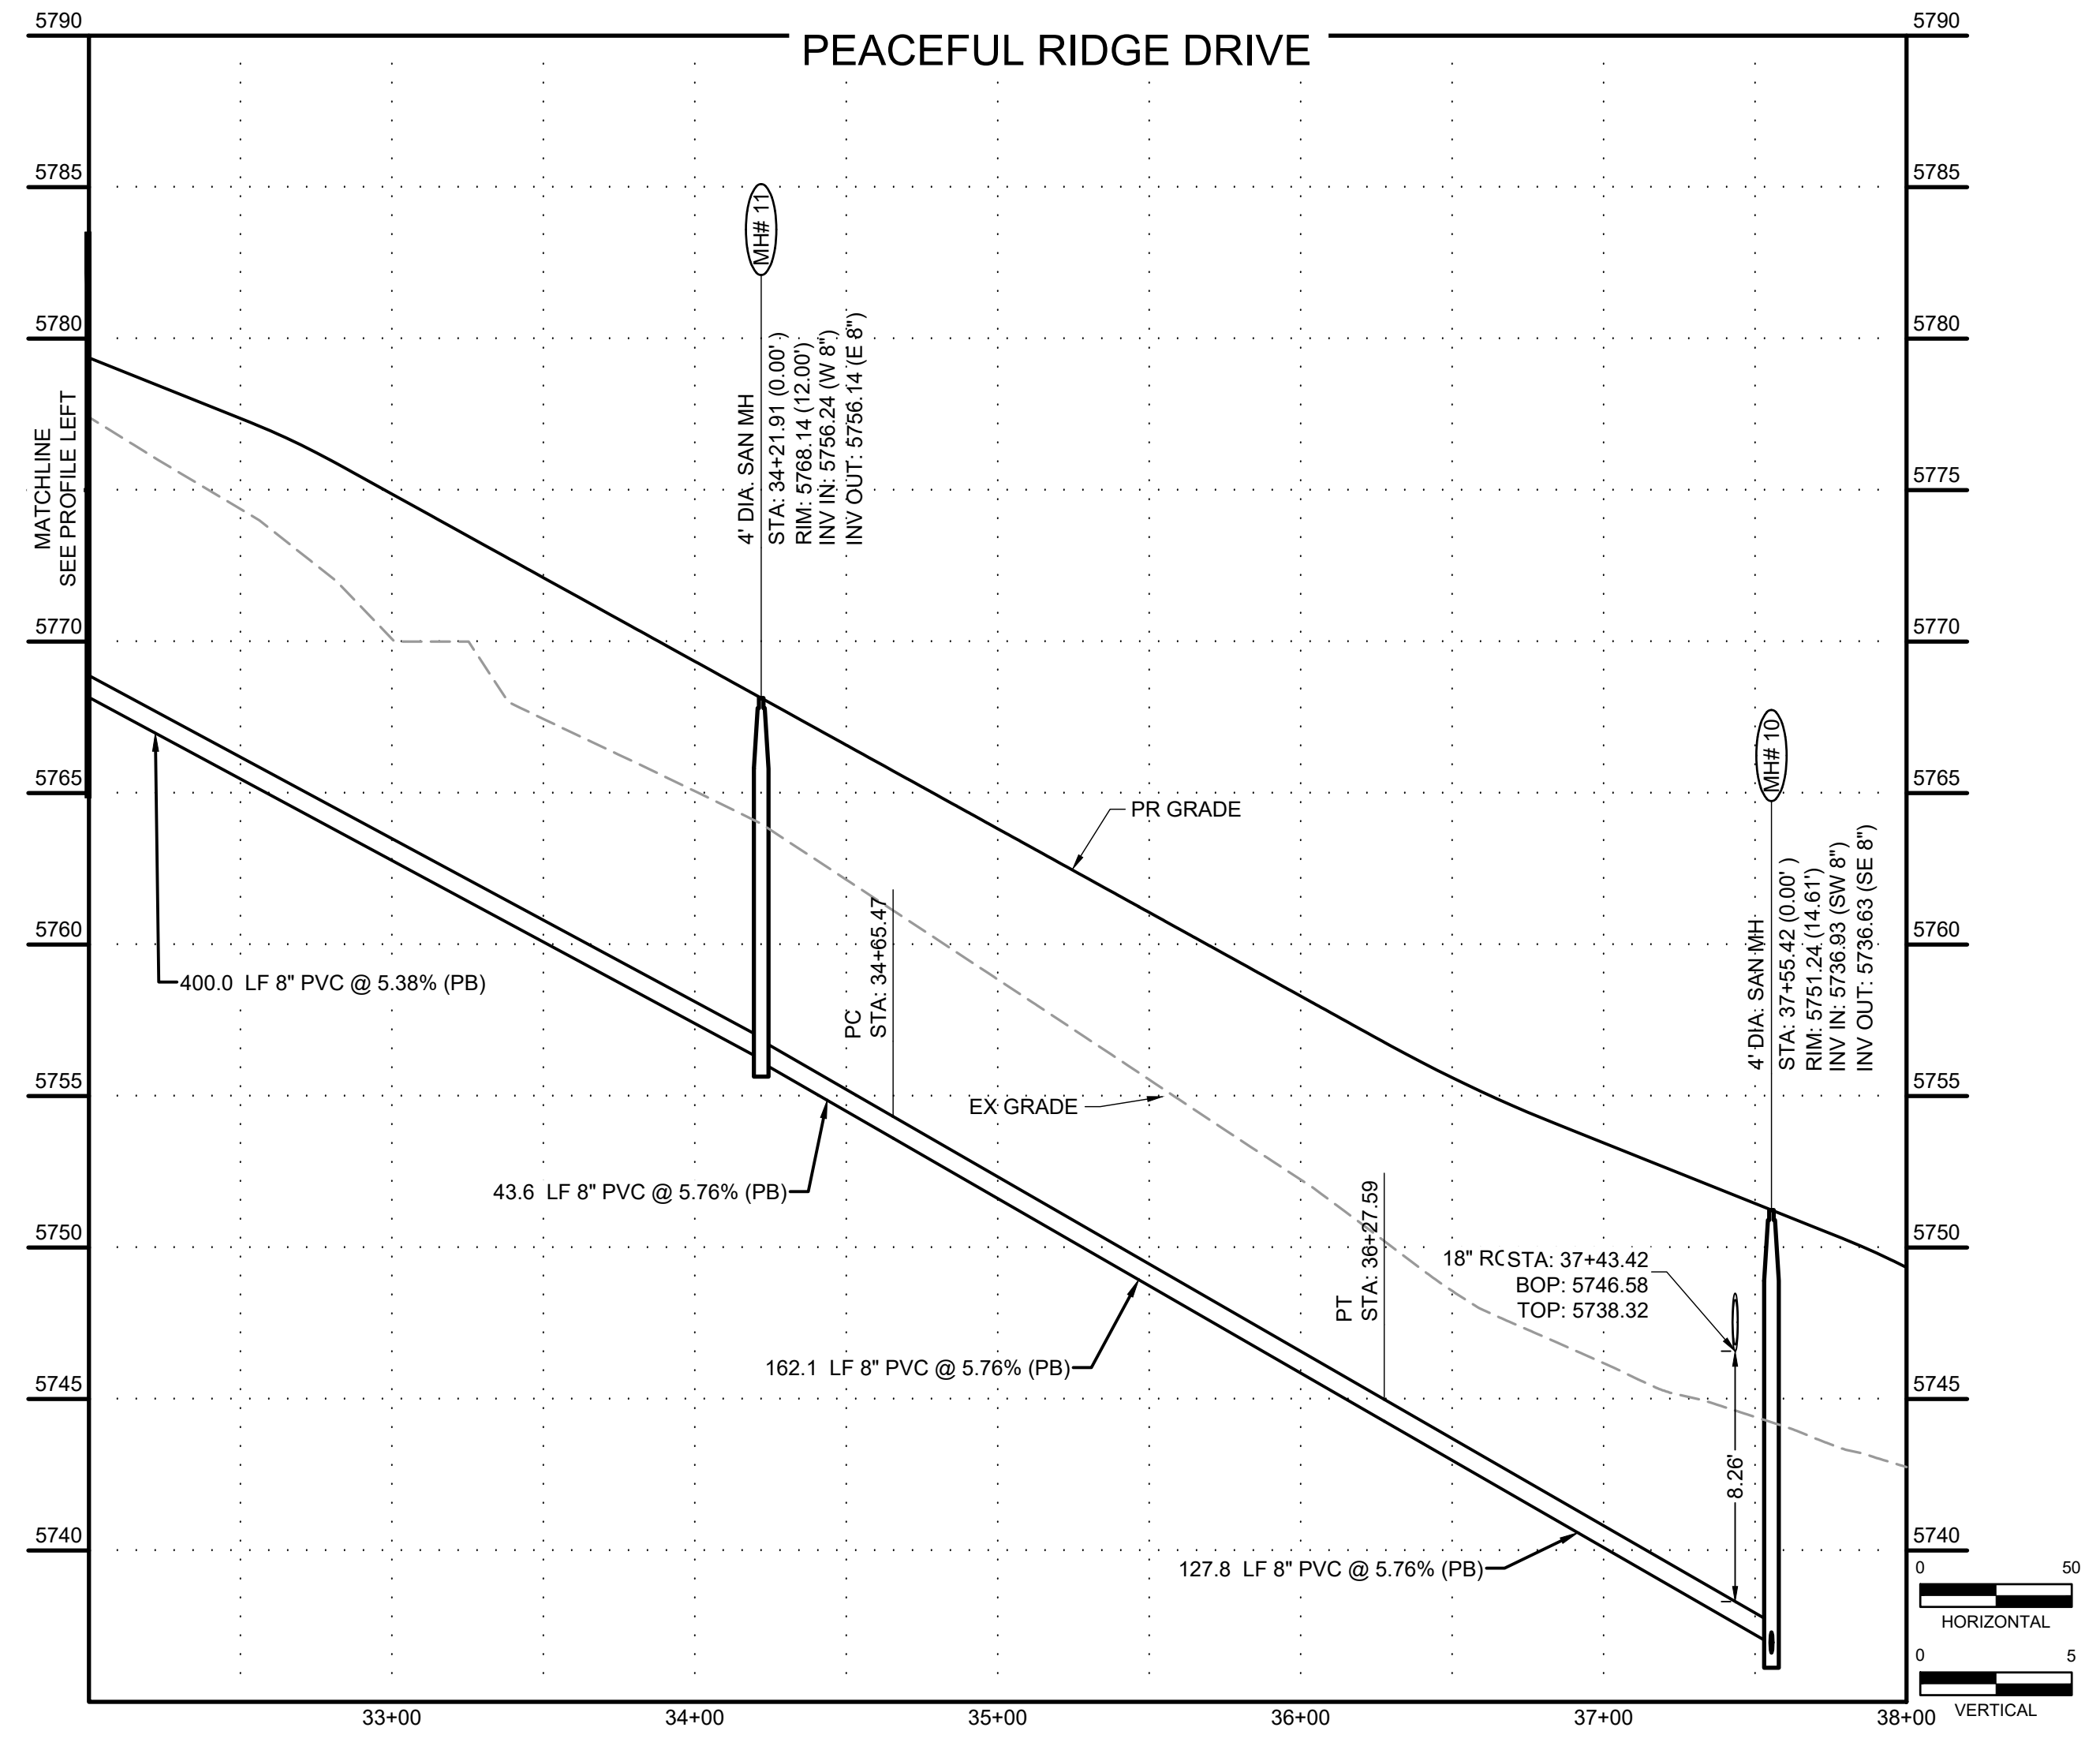 PEACEFUL RIDGE DRIVE
5790
5785
5780
5775
5770
5765
5760
5755
5750
5745
5740
5790
5785
5780
5775
5770
5765
5760
5755
5750
5745
5740
MATCHLINE
SEE PROFILE LEFT
MH# 11
4' DIA. SAN MH
STA: 34+21.91 (0.00' )
RIM: 5768.14 (12.00')
INV IN: 5756.24 (W 8")
INV OUT: 5756.14 (E 8")
MH# 10
4' DIA. SAN MH
STA: 37+55.42 (0.00' )
RIM: 5751.24 (14.61')
INV IN: 5736.93 (SW 8")
INV OUT: 5736.63 (SE 8")
PR GRADE
EX GRADE
400.0 LF 8" PVC @ 5.38% (PB)
PC
STA: 34+65.47
43.6 LF 8" PVC @ 5.76% (PB)
162.1 LF 8" PVC @ 5.76% (PB)
PT
STA: 36+27.59
18" RC STA: 37+43.42
BOP: 5746.58
TOP: 5738.32
8.26'
127.8 LF 8" PVC @ 5.76% (PB)
33+00
34+00
35+00
36+00
37+00
38+00
0 50
HORIZONTAL
0 5
VERTICAL